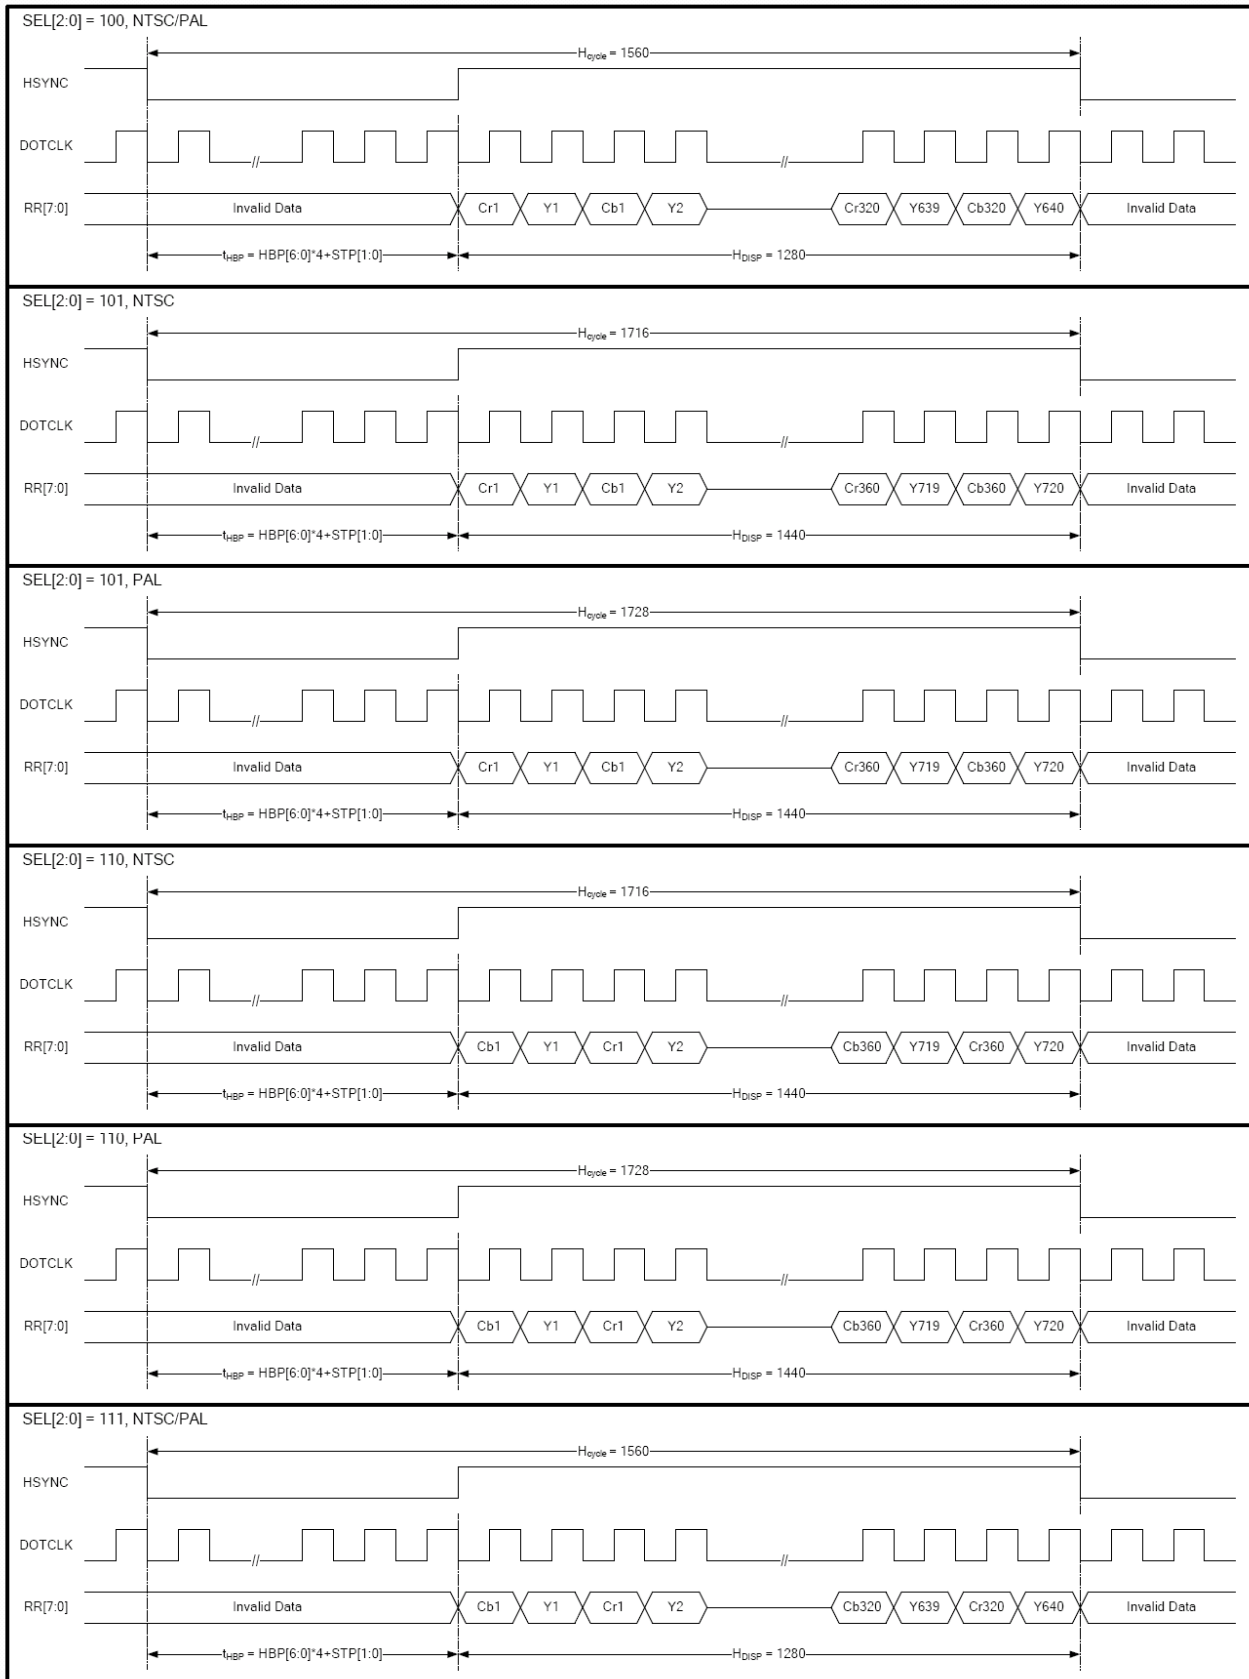 SEL[2:0] = 100, NTSC/PAL
Hcycle = 1560
HSYNC
DOTCLK
//
//
RR[7:0] Invalid Data Cr1 Y1 Cb1 Y2 Cr320 Y639 Cb320 Y640 Invalid Data
tHBP = HBP[6:0]*4+STP[1:0] HDISP = 1280
SEL[2:0] = 101, NTSC
Hcycle = 1716
HSYNC
DOTCLK
//
//
RR[7:0] Invalid Data Cr1 Y1 Cb1 Y2 Cr360 Y719 Cb360 Y720 Invalid Data
tHBP = HBP[6:0]*4+STP[1:0] HDISP = 1440
SEL[2:0] = 101, PAL
Hcycle = 1728
HSYNC
DOTCLK
//
//
RR[7:0] Invalid Data Cr1 Y1 Cb1 Y2 Cr360 Y719 Cb360 Y720 Invalid Data
tHBP = HBP[6:0]*4+STP[1:0] HDISP = 1440
SEL[2:0] = 110, NTSC
Hcycle = 1716
HSYNC
DOTCLK
//
//
RR[7:0] Invalid Data Cb1 Y1 Cr1 Y2 Cb360 Y719 Cr360 Y720 Invalid Data
tHBP = HBP[6:0]*4+STP[1:0] HDISP = 1440
SEL[2:0] = 110, PAL
Hcycle = 1728
HSYNC
DOTCLK
//
//
RR[7:0] Invalid Data Cb1 Y1 Cr1 Y2 Cb360 Y719 Cr360 Y720 Invalid Data
tHBP = HBP[6:0]*4+STP[1:0] HDISP = 1440
SEL[2:0] = 111, NTSC/PAL
Hcycle = 1560
HSYNC
DOTCLK
//
//
RR[7:0] Invalid Data Cb1 Y1 Cr1 Y2 Cb320 Y639 Cr320 Y640 Invalid Data
tHBP = HBP[6:0]*4+STP[1:0] HDISP = 1280